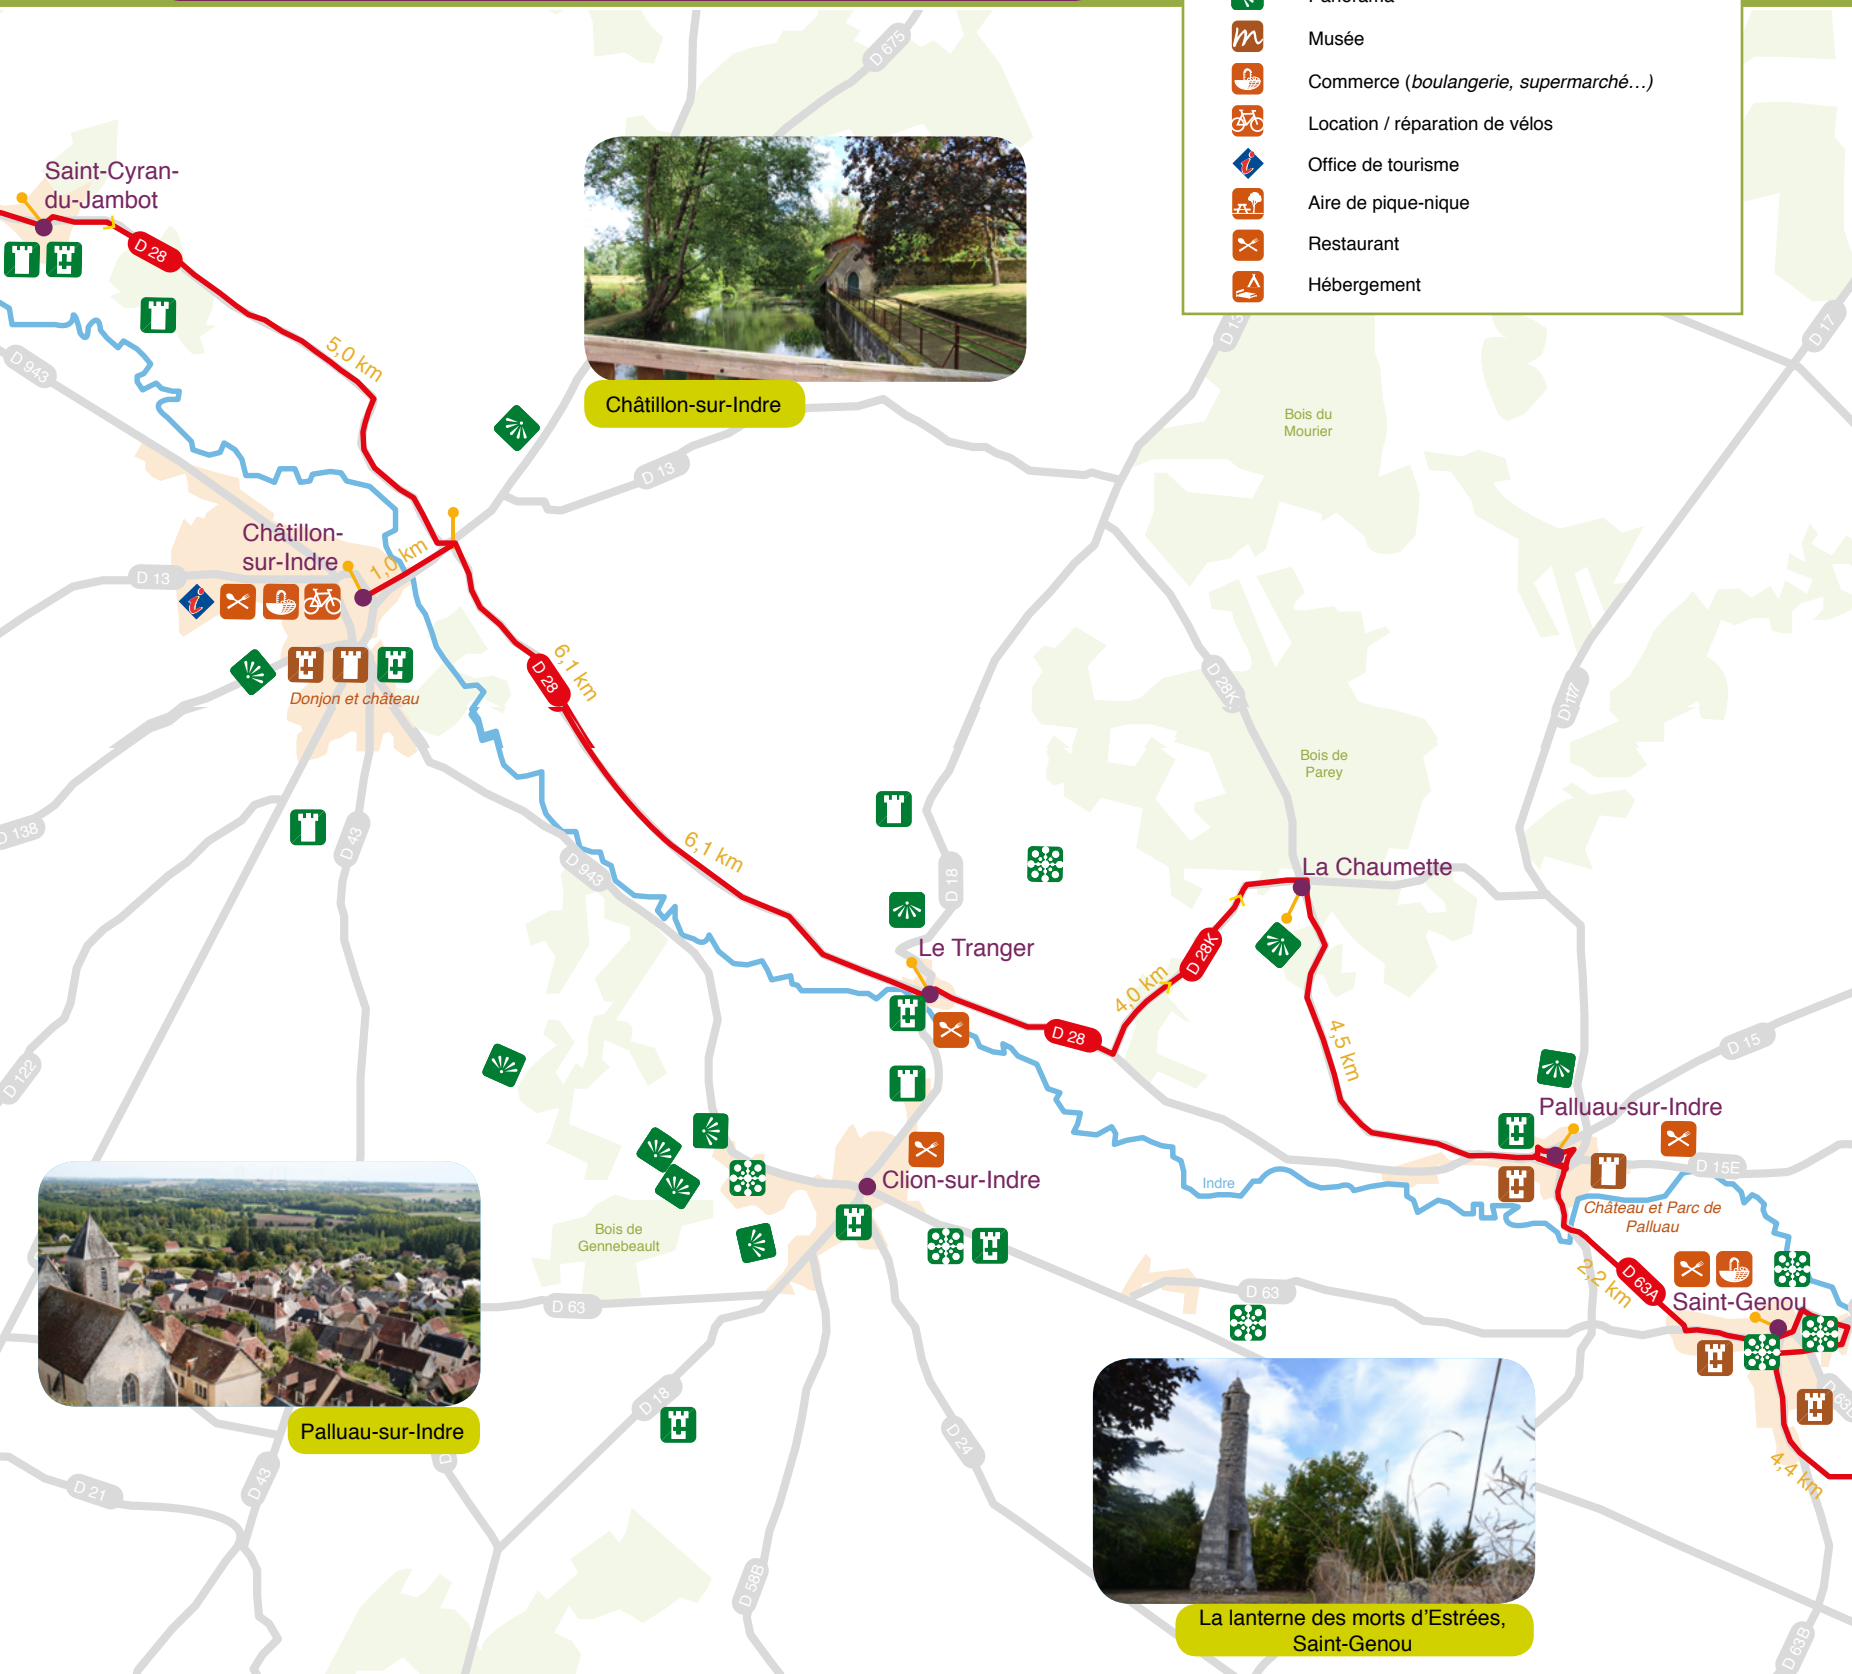 Musée
Commerce (boulangerie, supermarché…)
Location / réparation de vélos
Office de tourisme
Aire de pique-nique
Restaurant
Hébergement
D 675
Saint-Cyran-
du-Jambot
D 28
D 943
5,0 km
Châtillon-sur-Indre
D 13
D 13
D 17
Bois du
Mourier
Châtillon-
sur-Indre
1,0 km
D 13
Donjon et château
6,1 km
D 28
D 28K
D 17
Bois de
Parey
D 138
D 43
D 943
6,1 km
D 18
La Chaumette
Le Tranger
D 28K
4,0 km
D 28
4,5 km
D 15
D 122
Palluau-sur-Indre
D 15E
Clion-sur-Indre
Indre
Château et Parc de
Palluau
Bois de
Gennebeault
D 63
D 63
2,2 km
D 63A
Saint-Genou
D 18
Palluau-sur-Indre
D 24
D 43
D 21
4,4 km
D 58B
La lanterne des morts d'Estrées,
Saint-Genou
D 63B